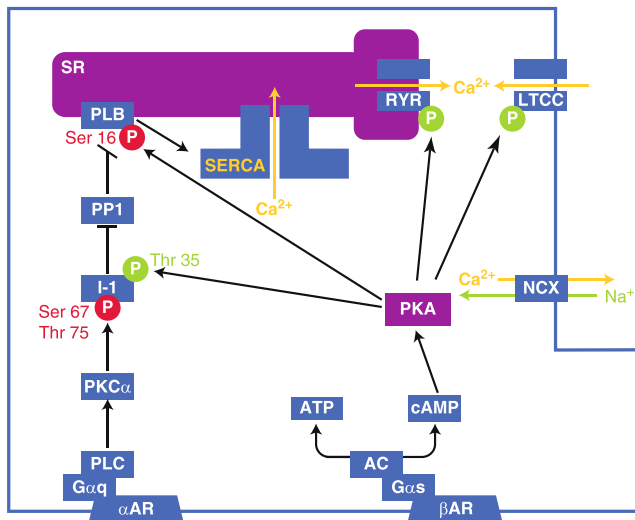 SR
RYR
Ca2+
LTCC
P
P
PLB
Ser 16
P
SERCA
Ca2+
PP1
P
Thr 35
I-1
Ser 67
P
Thr 75
Ca2+
NCX
Na+
PKA
PKCα
ATP
cAMP
PLC
AC
Gαq
Gαs
αAR
βAR